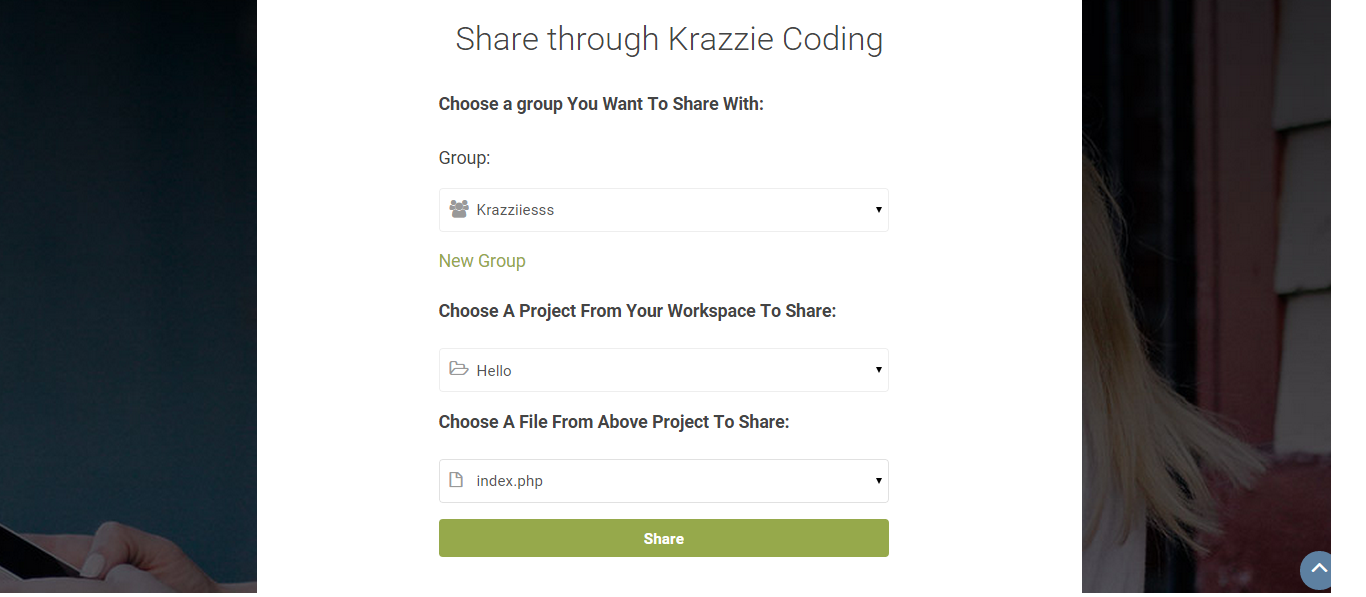 Share through Krazzie Coding
Choose a group You Want To Share With:
Group:
Krazziiesss
New Group
Choose A Project From Your Workspace To Share:
Hello
Choose A File From Above Project To Share:
index.php
Share